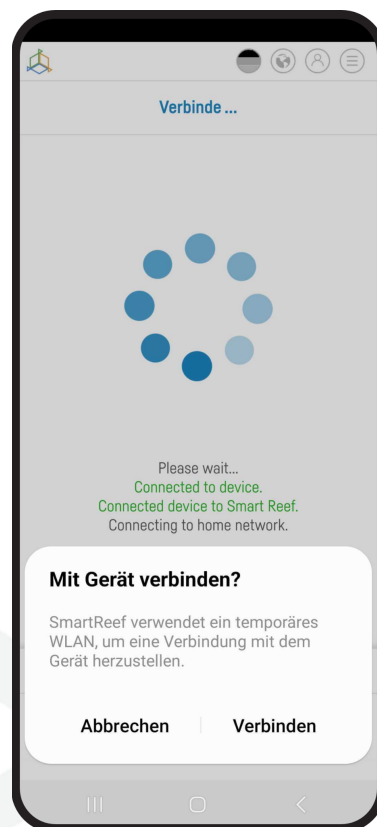 Verbinde ...
Please wait...
Connected to device.
Connected device to Smart Reef.
Connecting to home network.
Mit Gerät verbinden?
SmartReef verwendet ein temporäres
WLAN, um eine Verbindung mit dem
Gerät herzustellen.
Abbrechen Verbinden